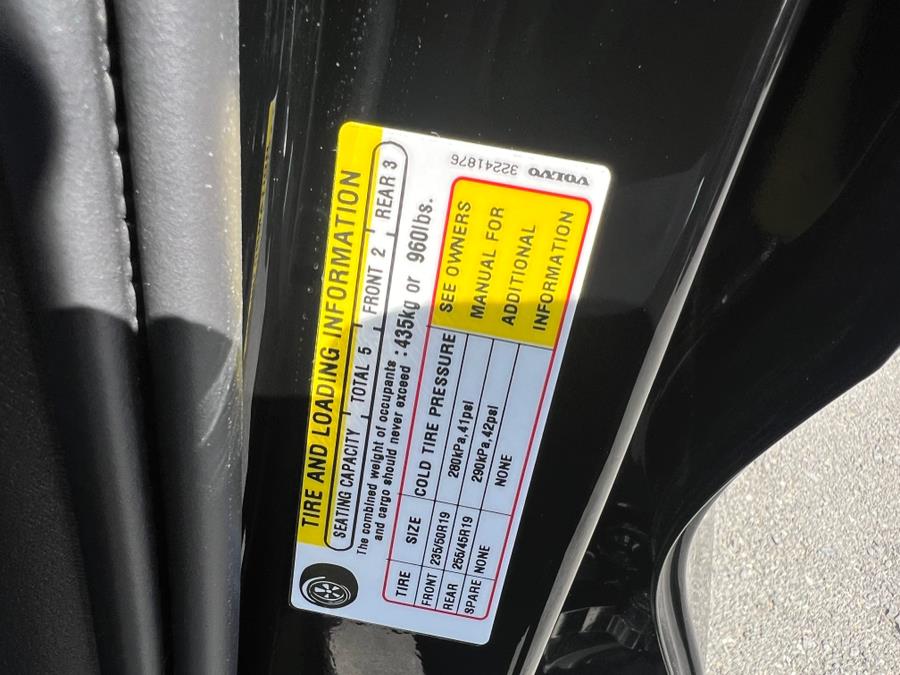 TIRE AND LOADING INFORMATION
SEATING CAPACITY TOTAL 5 FRONT 2 REAR 3
The combined weight of occupants
and cargo should never exceed : 435kg or 960lbs.
TIRE SIZE COLD TIRE PRESSURE
FRONT 235/50R19 280kPa,41psi
REAR 255/45R19 290kPa,42psi
SPARE NONE NONE
SEE OWNERS
MANUAL FOR
ADDITIONAL
INFORMATION
VOLVO 32241876